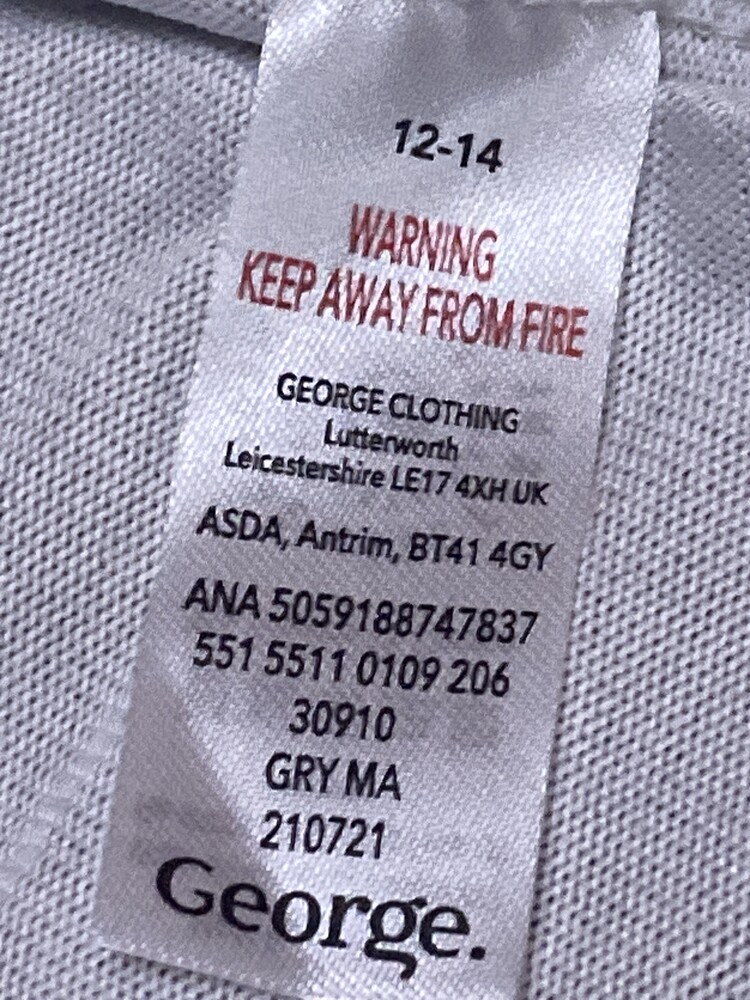 12-14
WARNING
KEEP AWAY FROM FIRE
GEORGE CLOTHING
Lutterworth
Leicestershire LE17 4XH UK
ASDA, Antrim, BT41 4GY
ANA 5059188747837
551 5511 0109 206
30910
GRY MA
210721
George.